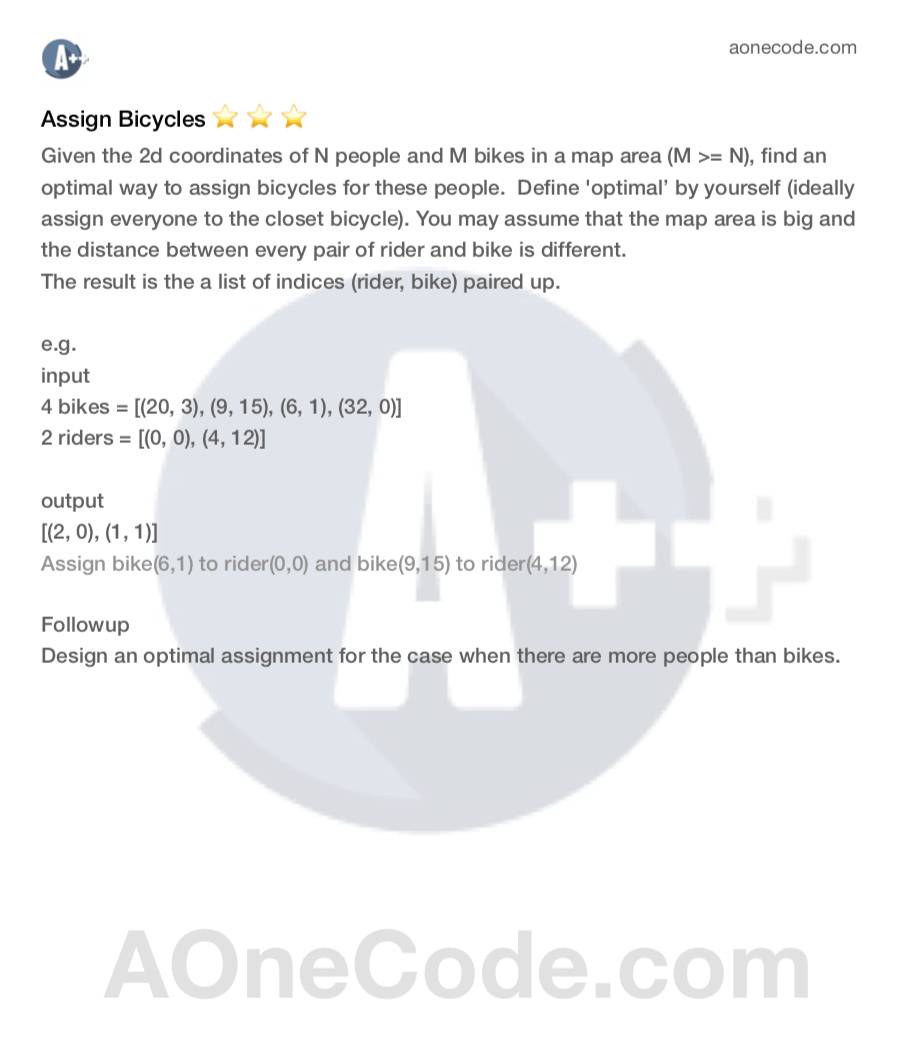 A++
aonecode.com
Assign Bicycles ⭐ ⭐ ⭐
Given the 2d coordinates of N people and M bikes in a map area (M >= N), find an
optimal way to assign bicycles for these people.  Define 'optimal’ by yourself (ideally
assign everyone to the closet bicycle). You may assume that the map area is big and
the distance between every pair of rider and bike is different.
The result is the a list of indices (rider, bike) paired up.
e.g.
input
4 bikes = [(20, 3), (9, 15), (6, 1), (32, 0)]
2 riders = [(0, 0), (4, 12)]
output
[(2, 0), (1, 1)]
Assign bike(6,1) to rider(0,0) and bike(9,15) to rider(4,12)
Followup
Design an optimal assignment for the case when there are more people than bikes.
A++
AOneCode.com